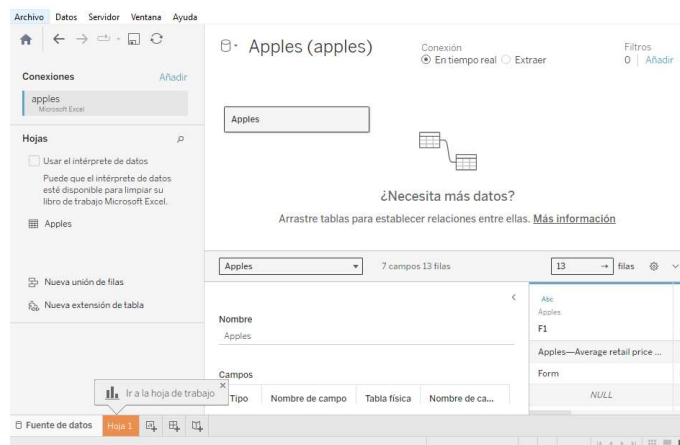 Archivo Datos Servidor Ventana Ayuda
Apples (apples)
Conexión
En tiempo real Extraer
Filtros
0 Añadir
Conexiones Añadir
apples
Microsoft Excel
Apples
Hojas
Usar el intérprete de datos
Puede que el intérprete de datos
esté disponible para limpiar su
libro de trabajo Microsoft Excel.
Apples
Nueva unión de filas
Nueva extensión de tabla
¿Necesita más datos?
Arrastre tablas para establecer relaciones entre ellas. Más información
Apples 7 campos 13 filas 13 → filas
Nombre
Apples
Campos
Tipo Nombre de campo Tabla física Nombre de ca...
Abc
Apples
F1
Apples—Average retail price ...
Form
NULL
Ir a la hoja de trabajo
Fuente de datos Hoja 1